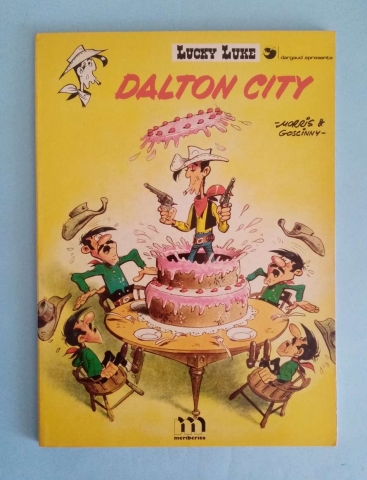 LUCKY LUKE
dargaud apresenta
DALTON CITY
-MORRIS &
GOSCINNY-
m
meribérica